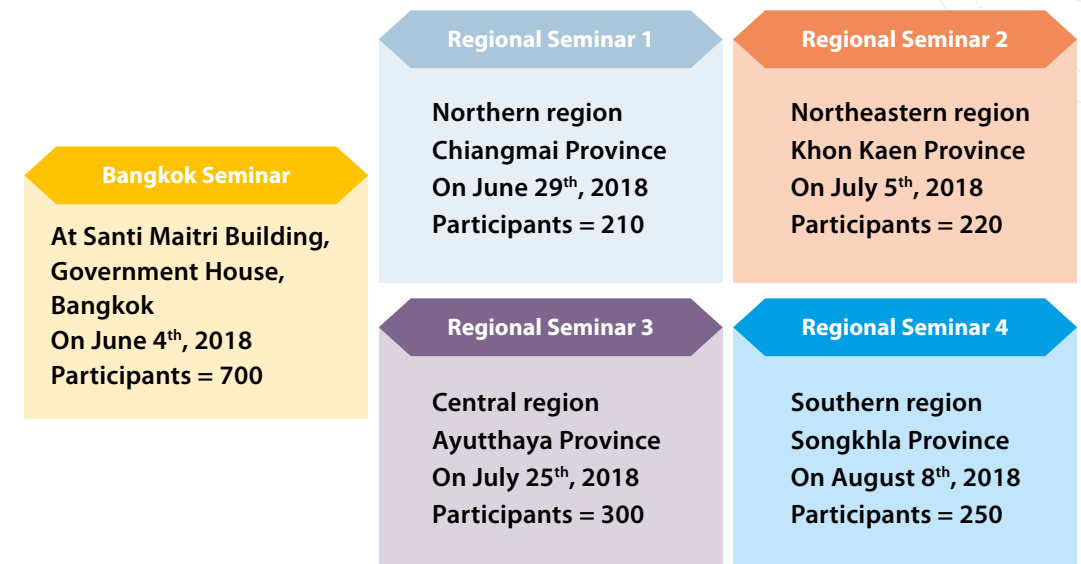 Bangkok Seminar
At Santi Maitri Building,
Government House,
Bangkok
On June 4th, 2018
Participants = 700
Regional Seminar 1
Northern region
Chiangmai Province
On June 29th, 2018
Participants = 210
Regional Seminar 2
Northeastern region
Khon Kaen Province
On July 5th, 2018
Participants = 220
Regional Seminar 3
Central region
Ayutthaya Province
On July 25th, 2018
Participants = 300
Regional Seminar 4
Southern region
Songkhla Province
On August 8th, 2018
Participants = 250